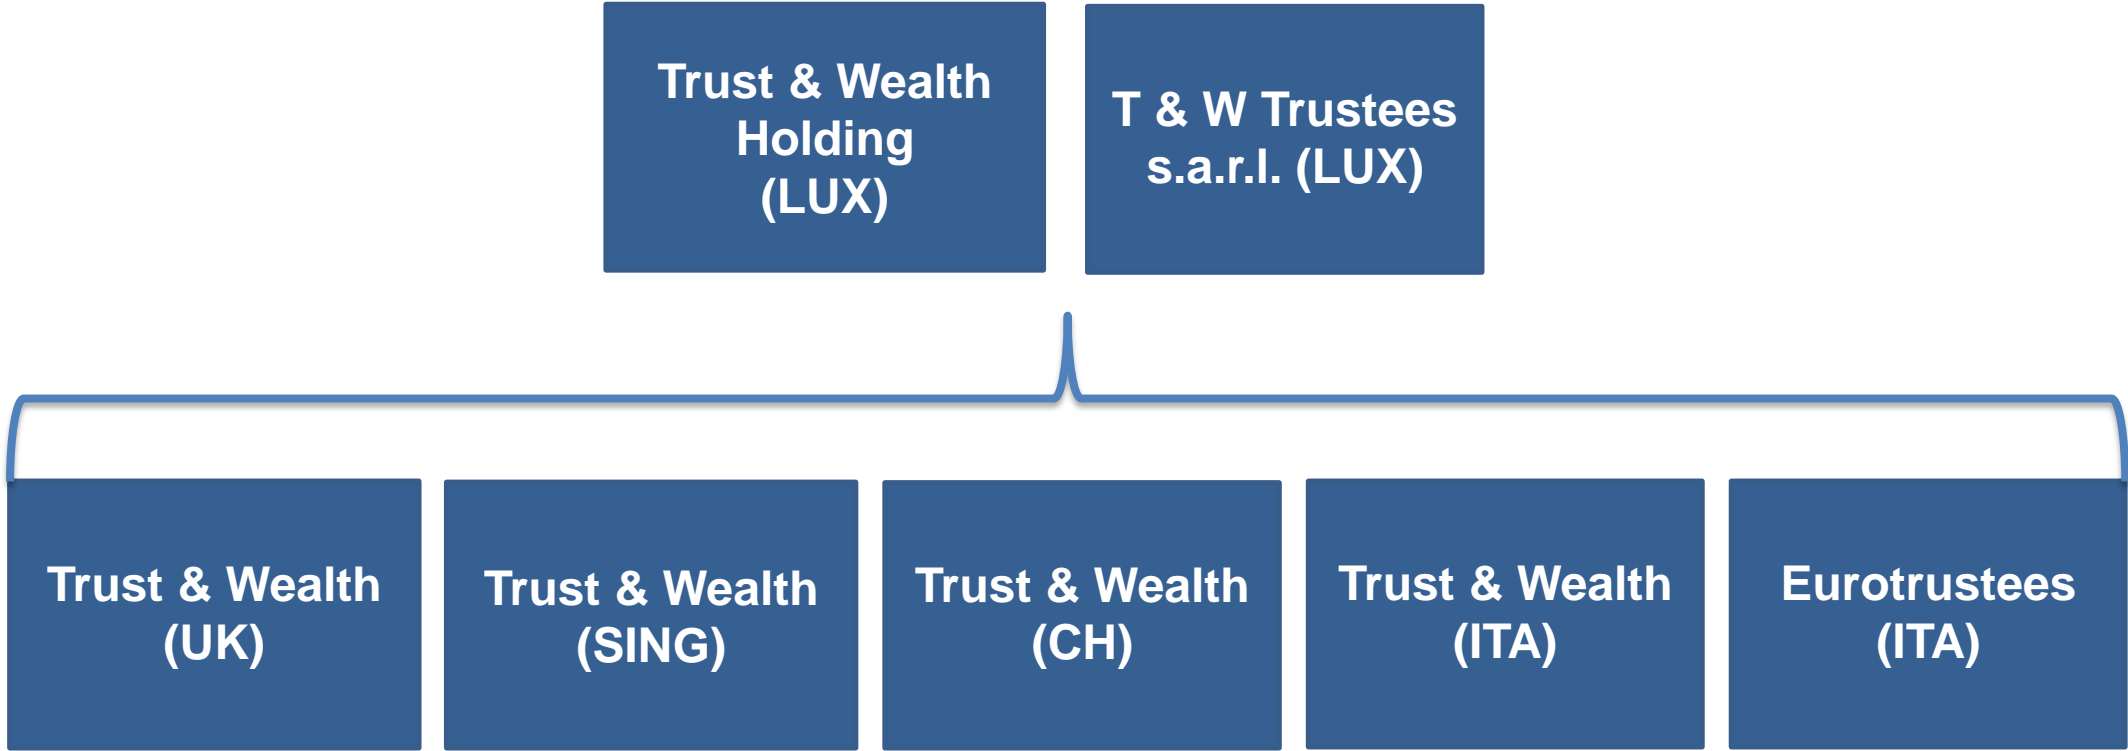 Trust & Wealth
Holding
(LUX)
T & W Trustees
s.a.r.l. (LUX)
Trust & Wealth
(UK)
Trust & Wealth
(SING)
Trust & Wealth
(CH)
Trust & Wealth
(ITA)
Eurotrustees
(ITA)